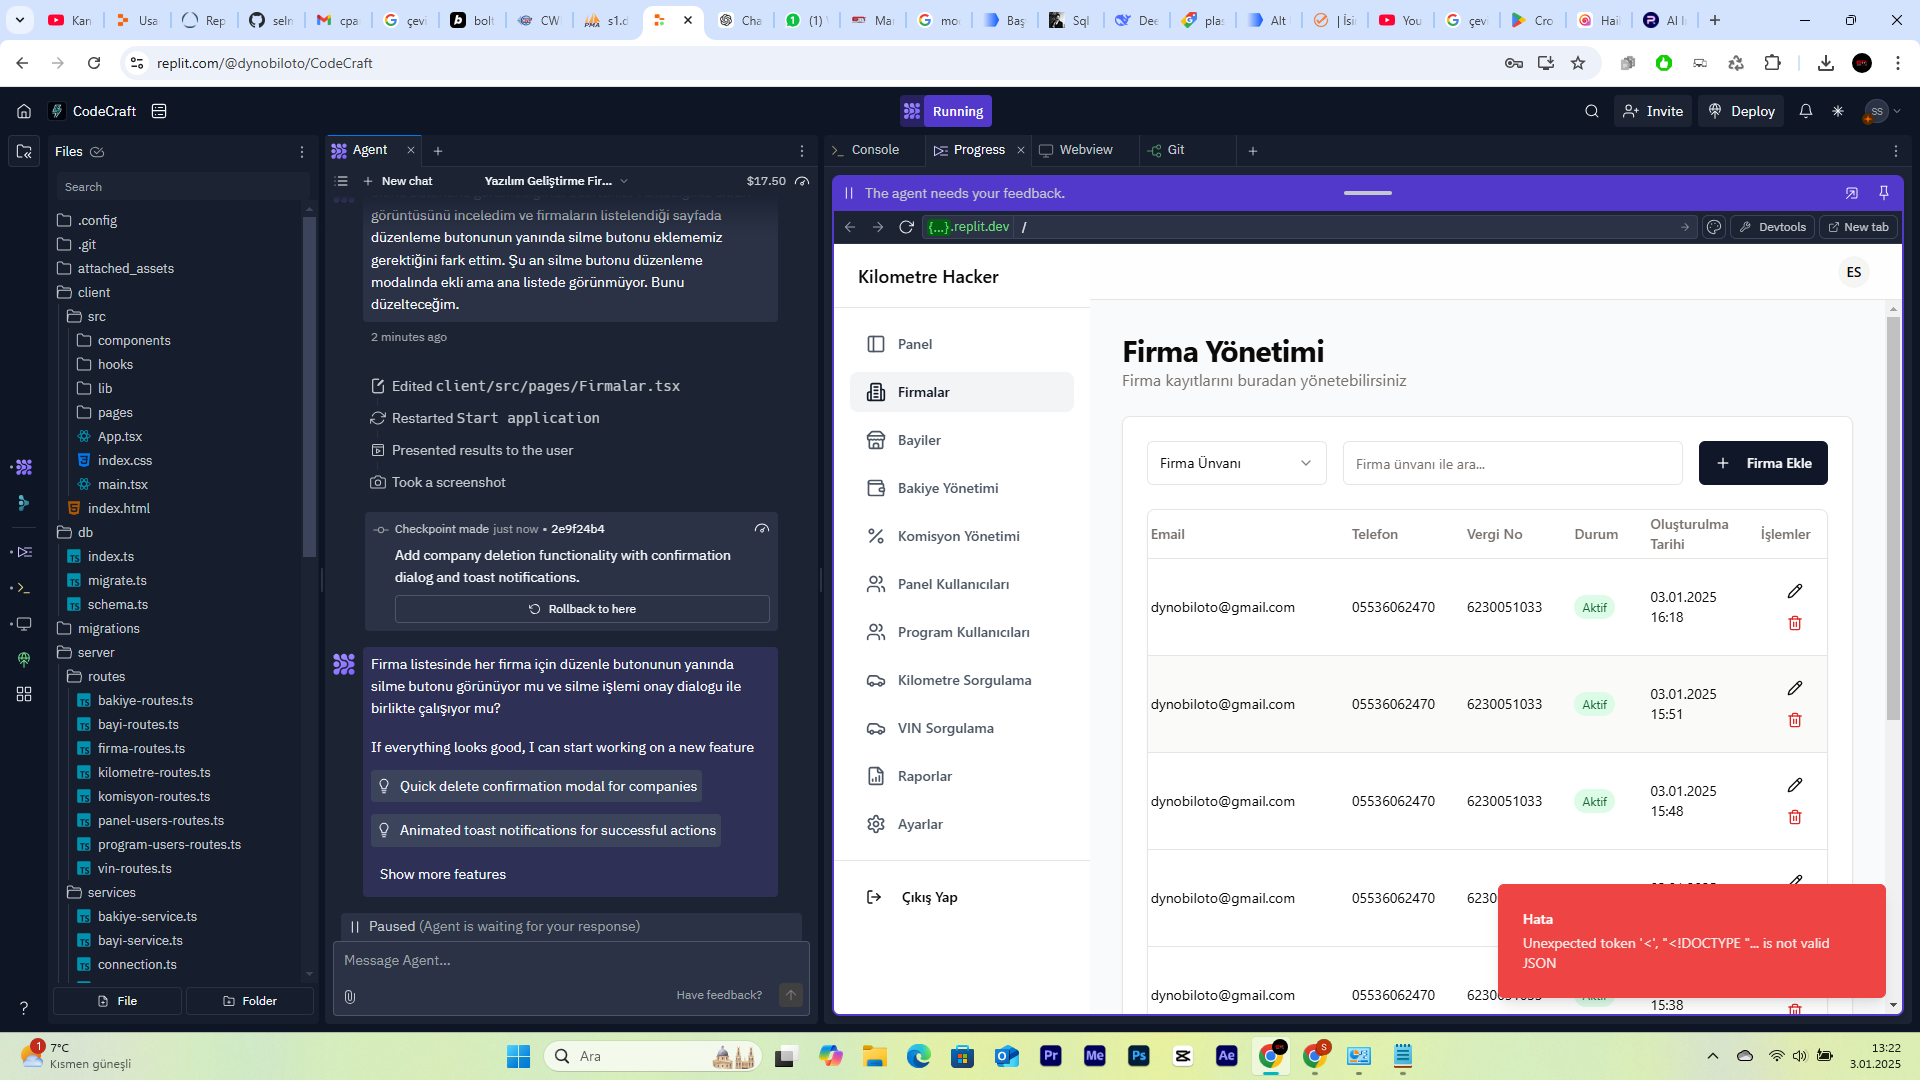 Kan
Usa
Rep
seln
cpa
çevi
bolt
CW
s1.d
Cha
(1)
Ma
mo
Baş
Sql
Dee
plas
Alt
| İsi
You
çevi
Cro
Hai
AI I
replit.com/@dynobiloto/CodeCraft
CodeCraft
Running
Invite
Deploy
SS
Files
Search
.config
.git
attached_assets
client
src
components
hooks
lib
pages
App.tsx
index.css
main.tsx
index.html
db
index.ts
migrate.ts
schema.ts
migrations
server
routes
bakiye-routes.ts
bayi-routes.ts
firma-routes.ts
kilometre-routes.ts
komisyon-routes.ts
panel-users-routes.ts
program-users-routes.ts
vin-routes.ts
services
bakiye-service.ts
bayi-service.ts
connection.ts
File
Folder
Agent
New chat
Yazılım Geliştirme Fir...
$17.50
görüntüsünü inceledim ve firmaların listelendiği sayfada
düzenleme butonunun yanında silme butonu eklememiz
gerektiğini fark ettim. Şu an silme butonu düzenleme
modalında ekli ama ana listede görünmüyor. Bunu
düzelteceğim.
2 minutes ago
Edited client/src/pages/Firmalar.tsx
Restarted Start application
Presented results to the user
Took a screenshot
Checkpoint made just now • 2e9f24b4
Add company deletion functionality with confirmation
dialog and toast notifications.
Rollback to here
Firma listesinde her firma için düzenle butonunun yanında
silme butonu görünüyor mu ve silme işlemi onay dialogu ile
birlikte çalışıyor mu?
If everything looks good, I can start working on a new feature
Quick delete confirmation modal for companies
Animated toast notifications for successful actions
Show more features
Paused (Agent is waiting for your response)
Message Agent...
Have feedback?
Console
Progress
Webview
Git
The agent needs your feedback.
{...}.replit.dev
/
Devtools
New tab
Kilometre Hacker
ES
Panel
Firmalar
Bayiler
Bakiye Yönetimi
Komisyon Yönetimi
Panel Kullanıcıları
Program Kullanıcıları
Kilometre Sorgulama
VIN Sorgulama
Raporlar
Ayarlar
Çıkış Yap
Firma Yönetimi
Firma kayıtlarını buradan yönetebilirsiniz
Firma Ünvanı
Firma ünvanı ile ara...
Firma Ekle
Email Telefon Vergi No Durum Oluşturulma Tarihi İşlemler
dynobiloto@gmail.com 05536062470 6230051033 Aktif 03.01.2025 16:18
dynobiloto@gmail.com 05536062470 6230051033 Aktif 03.01.2025 15:51
dynobiloto@gmail.com 05536062470 6230051033 Aktif 03.01.2025 15:48
dynobiloto@gmail.com 05536062470 6230
dynobiloto@gmail.com 05536062470 15:38
Hata
Unexpected token '<', "<!DOCTYPE "... is not valid
JSON
1
7°C
Kısmen güneşli
Ara
Pr
Me
Ps
Ae
S
13:22
3.01.2025